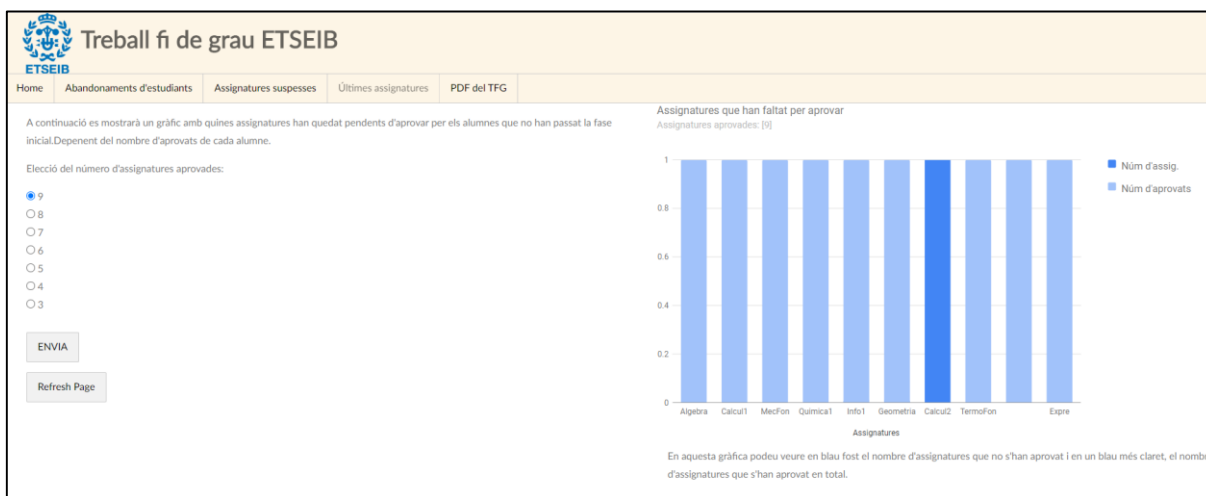 ETSEIB
Treball fi de grau ETSEIB
Home
Abandonaments d'estudiants
Assignatures suspesses
Últimes assignatures
PDF del TFG
A continuació es mostrarà un gràfic amb quines assignatures han quedat pendents d'aprovar per els alumnes que no han passat la fase
inicial.Depenent del nombre d'aprovats de cada alumne.
Elecció del número d'assignatures aprovades:
9
8
7
6
5
4
3
ENVIA
Refresh Page
Assignatures que han faltat per aprovar
Assignatures aprovades: [9]
1
0.8
0.6
0.4
0.2
0
Algebra Calcul1 MecFon Quimica1 Info1 Geometria Calcul2 TermoFon Expre
Assignatures
Núm d'assig.
Núm d'aprovats
En aquesta gràfica podeu veure en blau fost el nombre d'assignatures que no s'han aprovat i en un blau més claret, el nomb
d'assignatures que s'han aprovat en total.